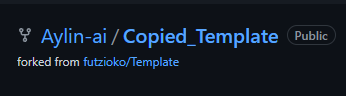 Aylin-ai/Copied_Template Public
forked from futzioko/Template